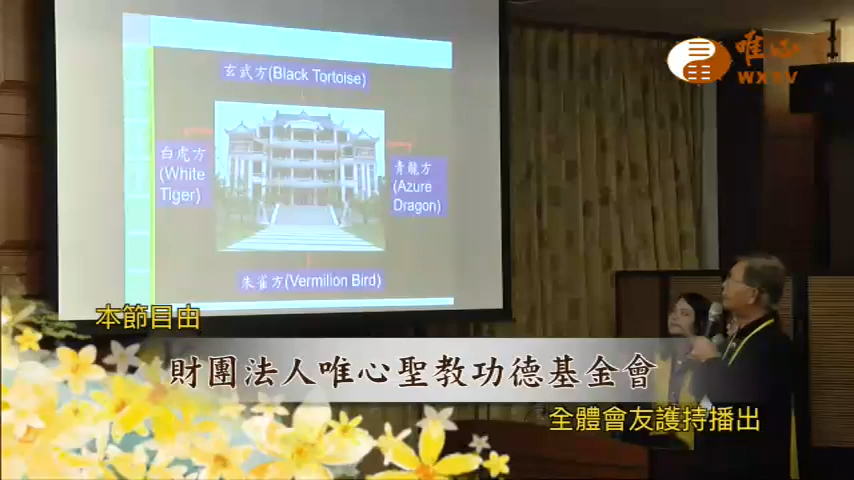 唯心
WXTV
玄武方(Black Tortoise)
白虎方
(White
Tiger)
青龍方
(Azure
Dragon)
朱雀方(Vermilion Bird)
本節目由
財團法人唯心聖教功德基金會
全體會友護持播出